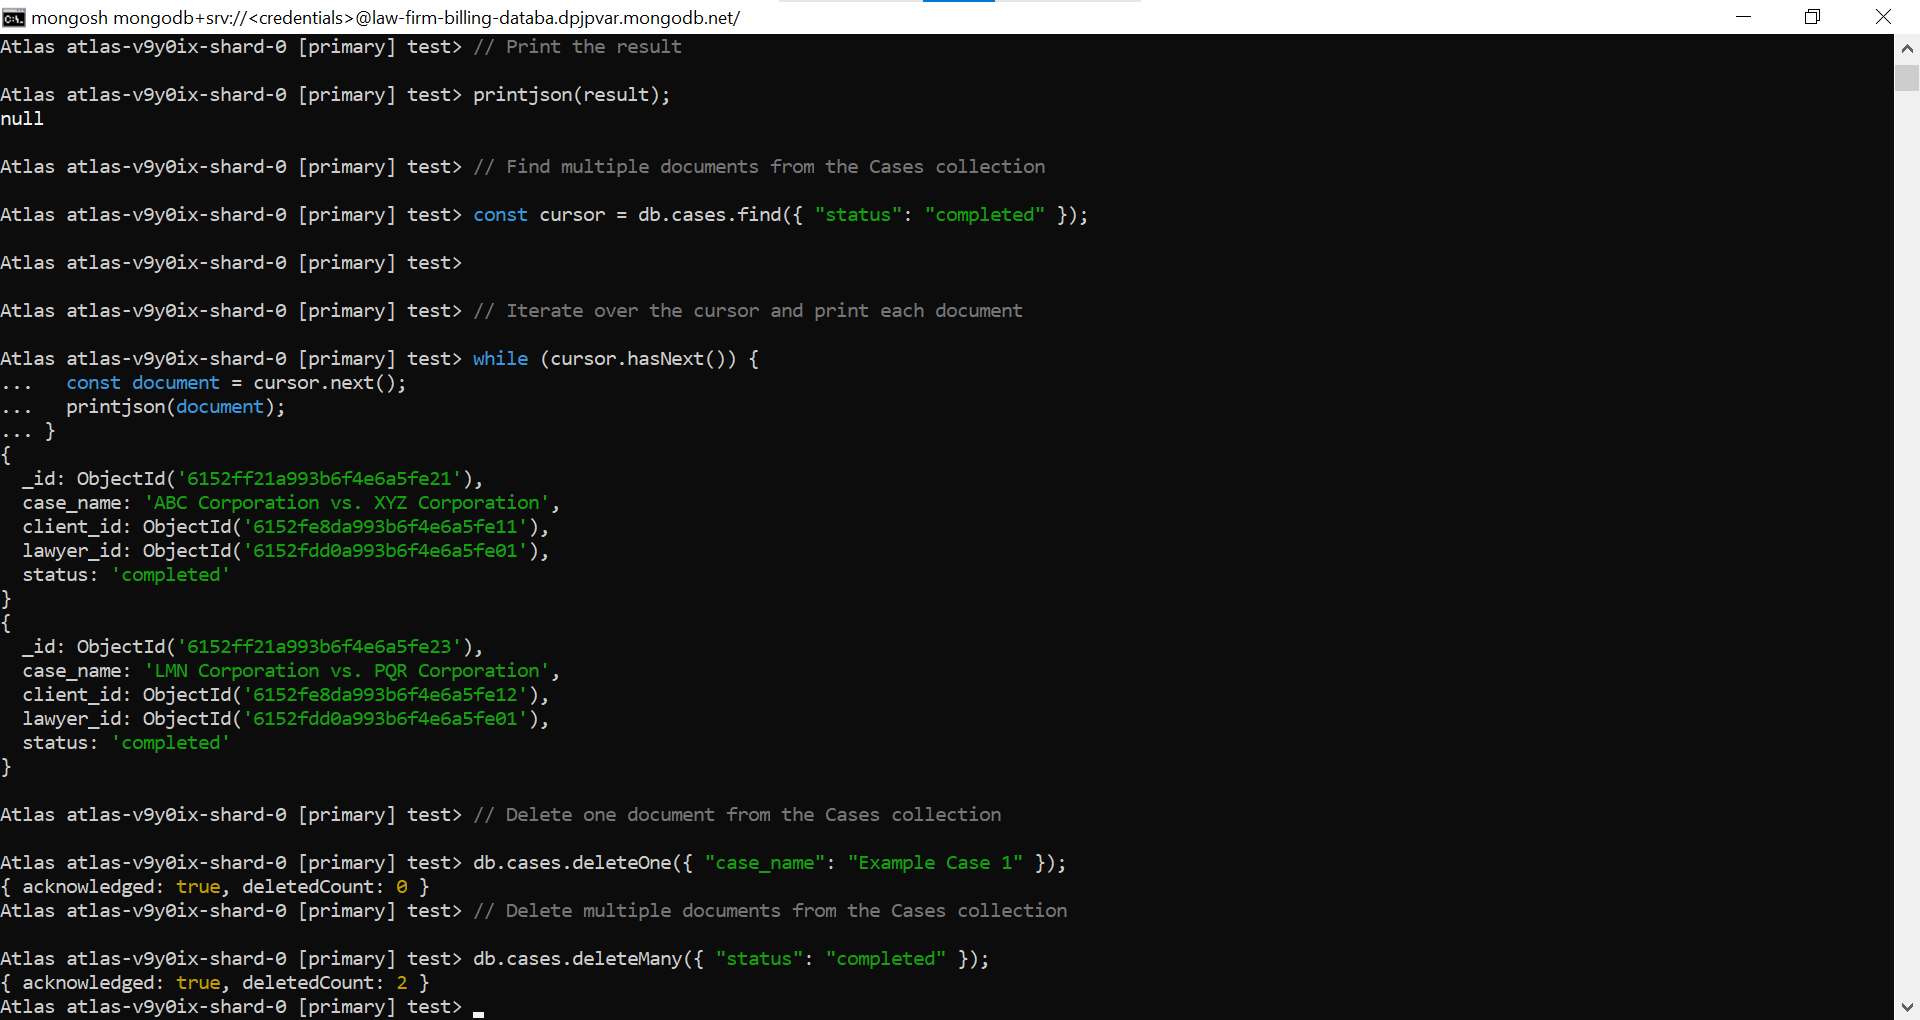 mongosh mongodb+srv://<credentials>@law-firm-billing-databa.dpjpvar.mongodb.net/
Atlas atlas-v9y0ix-shard-0 [primary] test> // Print the result
Atlas atlas-v9y0ix-shard-0 [primary] test> printjson(result);
null
Atlas atlas-v9y0ix-shard-0 [primary] test> // Find multiple documents from the Cases collection
Atlas atlas-v9y0ix-shard-0 [primary] test> const cursor = db.cases.find({ "status": "completed" });
Atlas atlas-v9y0ix-shard-0 [primary] test>
Atlas atlas-v9y0ix-shard-0 [primary] test> // Iterate over the cursor and print each document
Atlas atlas-v9y0ix-shard-0 [primary] test> while (cursor.hasNext()) {
...   const document = cursor.next();
...   printjson(document);
... }
{
  _id: ObjectId('6152ff21a993b6f4e6a5fe21'),
  case_name: 'ABC Corporation vs. XYZ Corporation',
  client_id: ObjectId('6152fe8da993b6f4e6a5fe11'),
  lawyer_id: ObjectId('6152fdd0a993b6f4e6a5fe01'),
  status: 'completed'
}
{
  _id: ObjectId('6152ff21a993b6f4e6a5fe23'),
  case_name: 'LMN Corporation vs. PQR Corporation',
  client_id: ObjectId('6152fe8da993b6f4e6a5fe12'),
  lawyer_id: ObjectId('6152fdd0a993b6f4e6a5fe01'),
  status: 'completed'
}
Atlas atlas-v9y0ix-shard-0 [primary] test> // Delete one document from the Cases collection
Atlas atlas-v9y0ix-shard-0 [primary] test> db.cases.deleteOne({ "case_name": "Example Case 1" });
{ acknowledged: true, deletedCount: 0 }
Atlas atlas-v9y0ix-shard-0 [primary] test> // Delete multiple documents from the Cases collection
Atlas atlas-v9y0ix-shard-0 [primary] test> db.cases.deleteMany({ "status": "completed" });
{ acknowledged: true, deletedCount: 2 }
Atlas atlas-v9y0ix-shard-0 [primary] test>